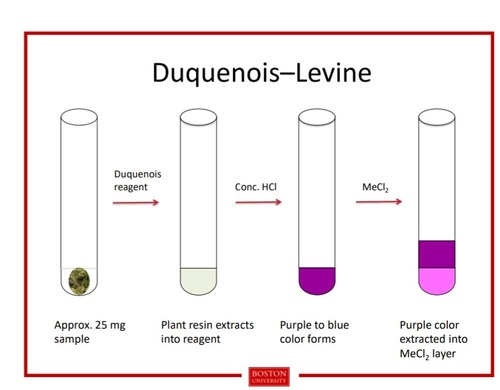 Duquenois–Levine
Duquenois
reagent
Conc. HCl
MeCl₂
Approx. 25 mg
sample
Plant resin extracts
into reagent
Purple to blue
color forms
Purple color
extracted into
MeCl₂ layer
BOSTON
UNIVERSITY